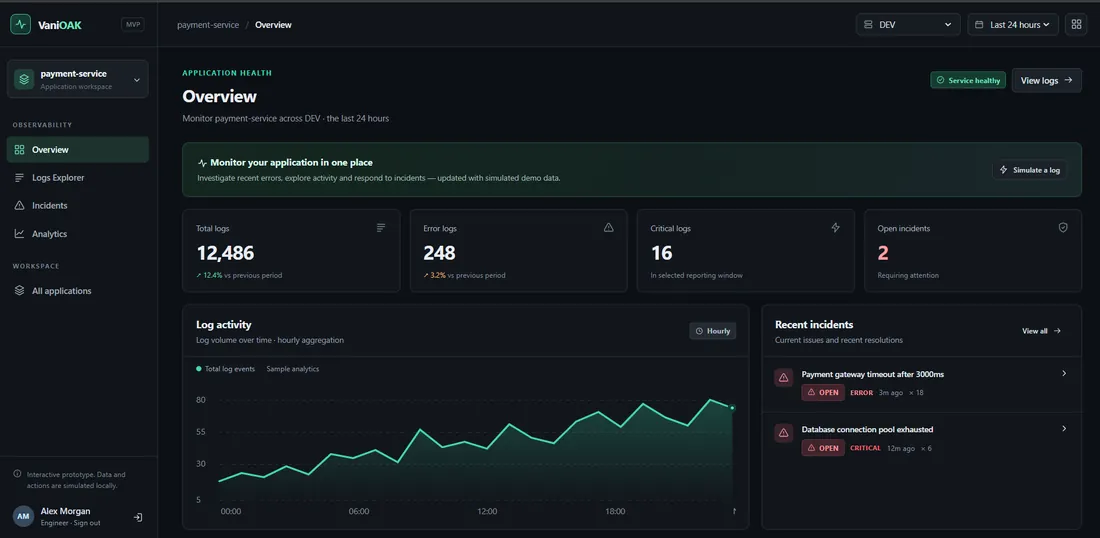 VaniOAK
MVP
payment-service
Application workspace
OBSERVABILITY
Overview
Logs Explorer
Incidents
Analytics
WORKSPACE
All applications
Interactive prototype. Data and
actions are simulated locally.
AM
Alex Morgan
Engineer · Sign out
payment-service / Overview
DEV
Last 24 hours
APPLICATION HEALTH
Overview
Monitor payment-service across DEV · the last 24 hours
Service healthy
View logs →
Monitor your application in one place
Investigate recent errors, explore activity and respond to incidents — updated with simulated demo data.
Simulate a log
Total logs
12,486
↗ 12.4% vs previous period
Error logs
248
↗ 3.2% vs previous period
Critical logs
16
In selected reporting window
Open incidents
2
Requiring attention
Log activity
Log volume over time · hourly aggregation
Hourly
Total log events
Sample analytics
80
55
30
5
00:00
06:00
12:00
18:00
Recent incidents
Current issues and recent resolutions
View all →
Payment gateway timeout after 3000ms
OPEN ERROR 3m ago × 18
Database connection pool exhausted
OPEN CRITICAL 12m ago × 6